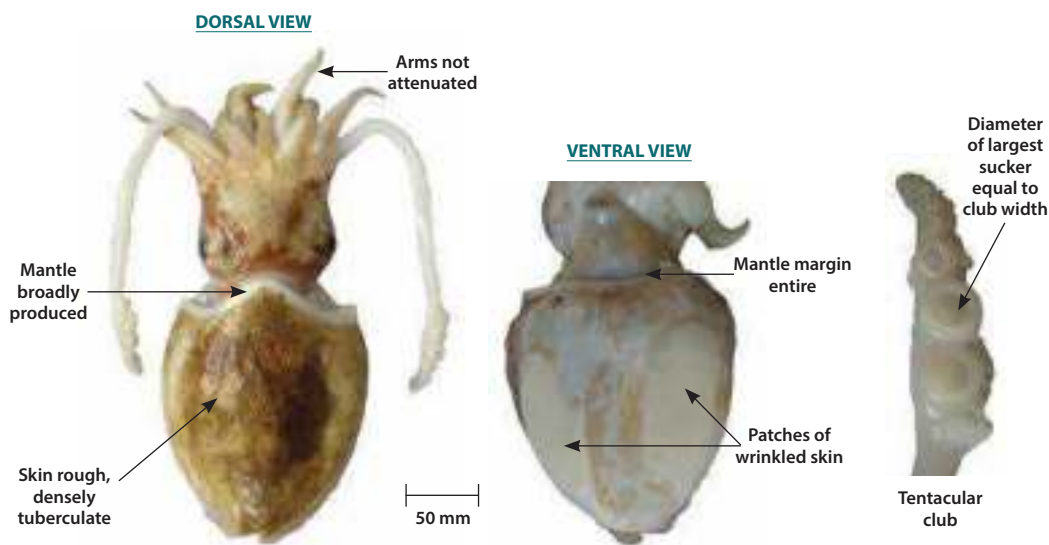 DORSAL VIEW
Arms not
attenuated
Mantle
broadly
produced
Skin rough,
densely
tuberculate
50 mm
VENTRAL VIEW
Mantle margin
entire
Patches of
wrinkled skin
Diameter
of largest
sucker
equal to
club width
Tentacular
club